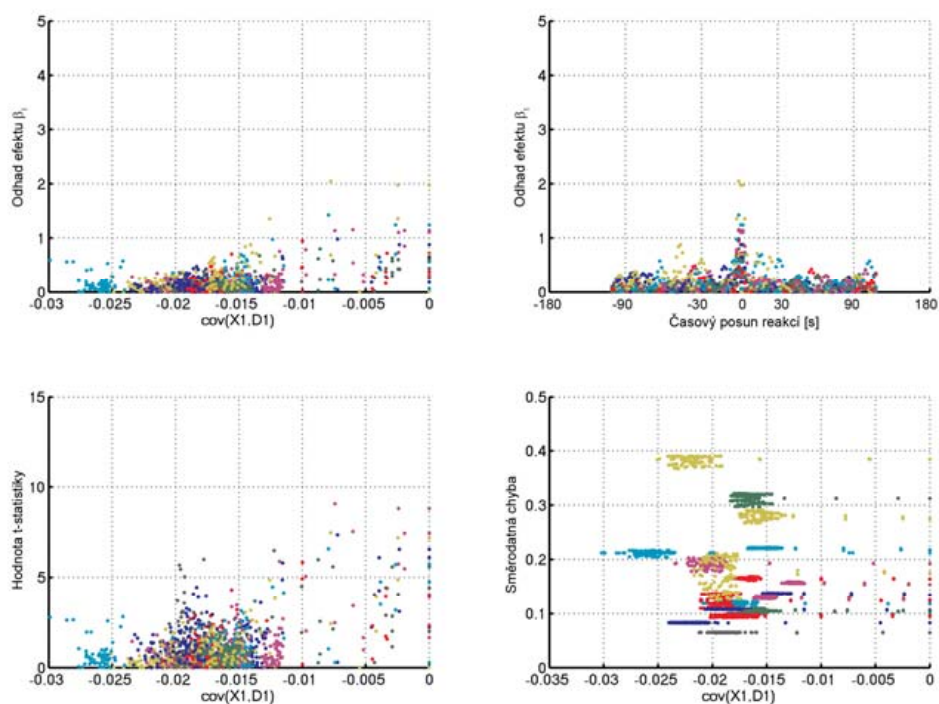 5
4
3
2
1
0
Odhad efektu β₁
-0.03 -0.025 -0.02 -0.015 -0.01 -0.005 0
cov(X1,D1)
5
4
3
2
1
0
Odhad efektu β₁
-180 -90 -30 0 30 90 180
Časový posun reakcí [s]
15
10
5
0
Hodnota t-statistiky
-0.03 -0.025 -0.02 -0.015 -0.01 -0.005 0
cov(X1,D1)
0.5
0.4
0.3
0.2
0.1
0
Směrodatná chyba
-0.035 -0.03 -0.025 -0.02 -0.015 -0.01 -0.005 0
cov(X1,D1)